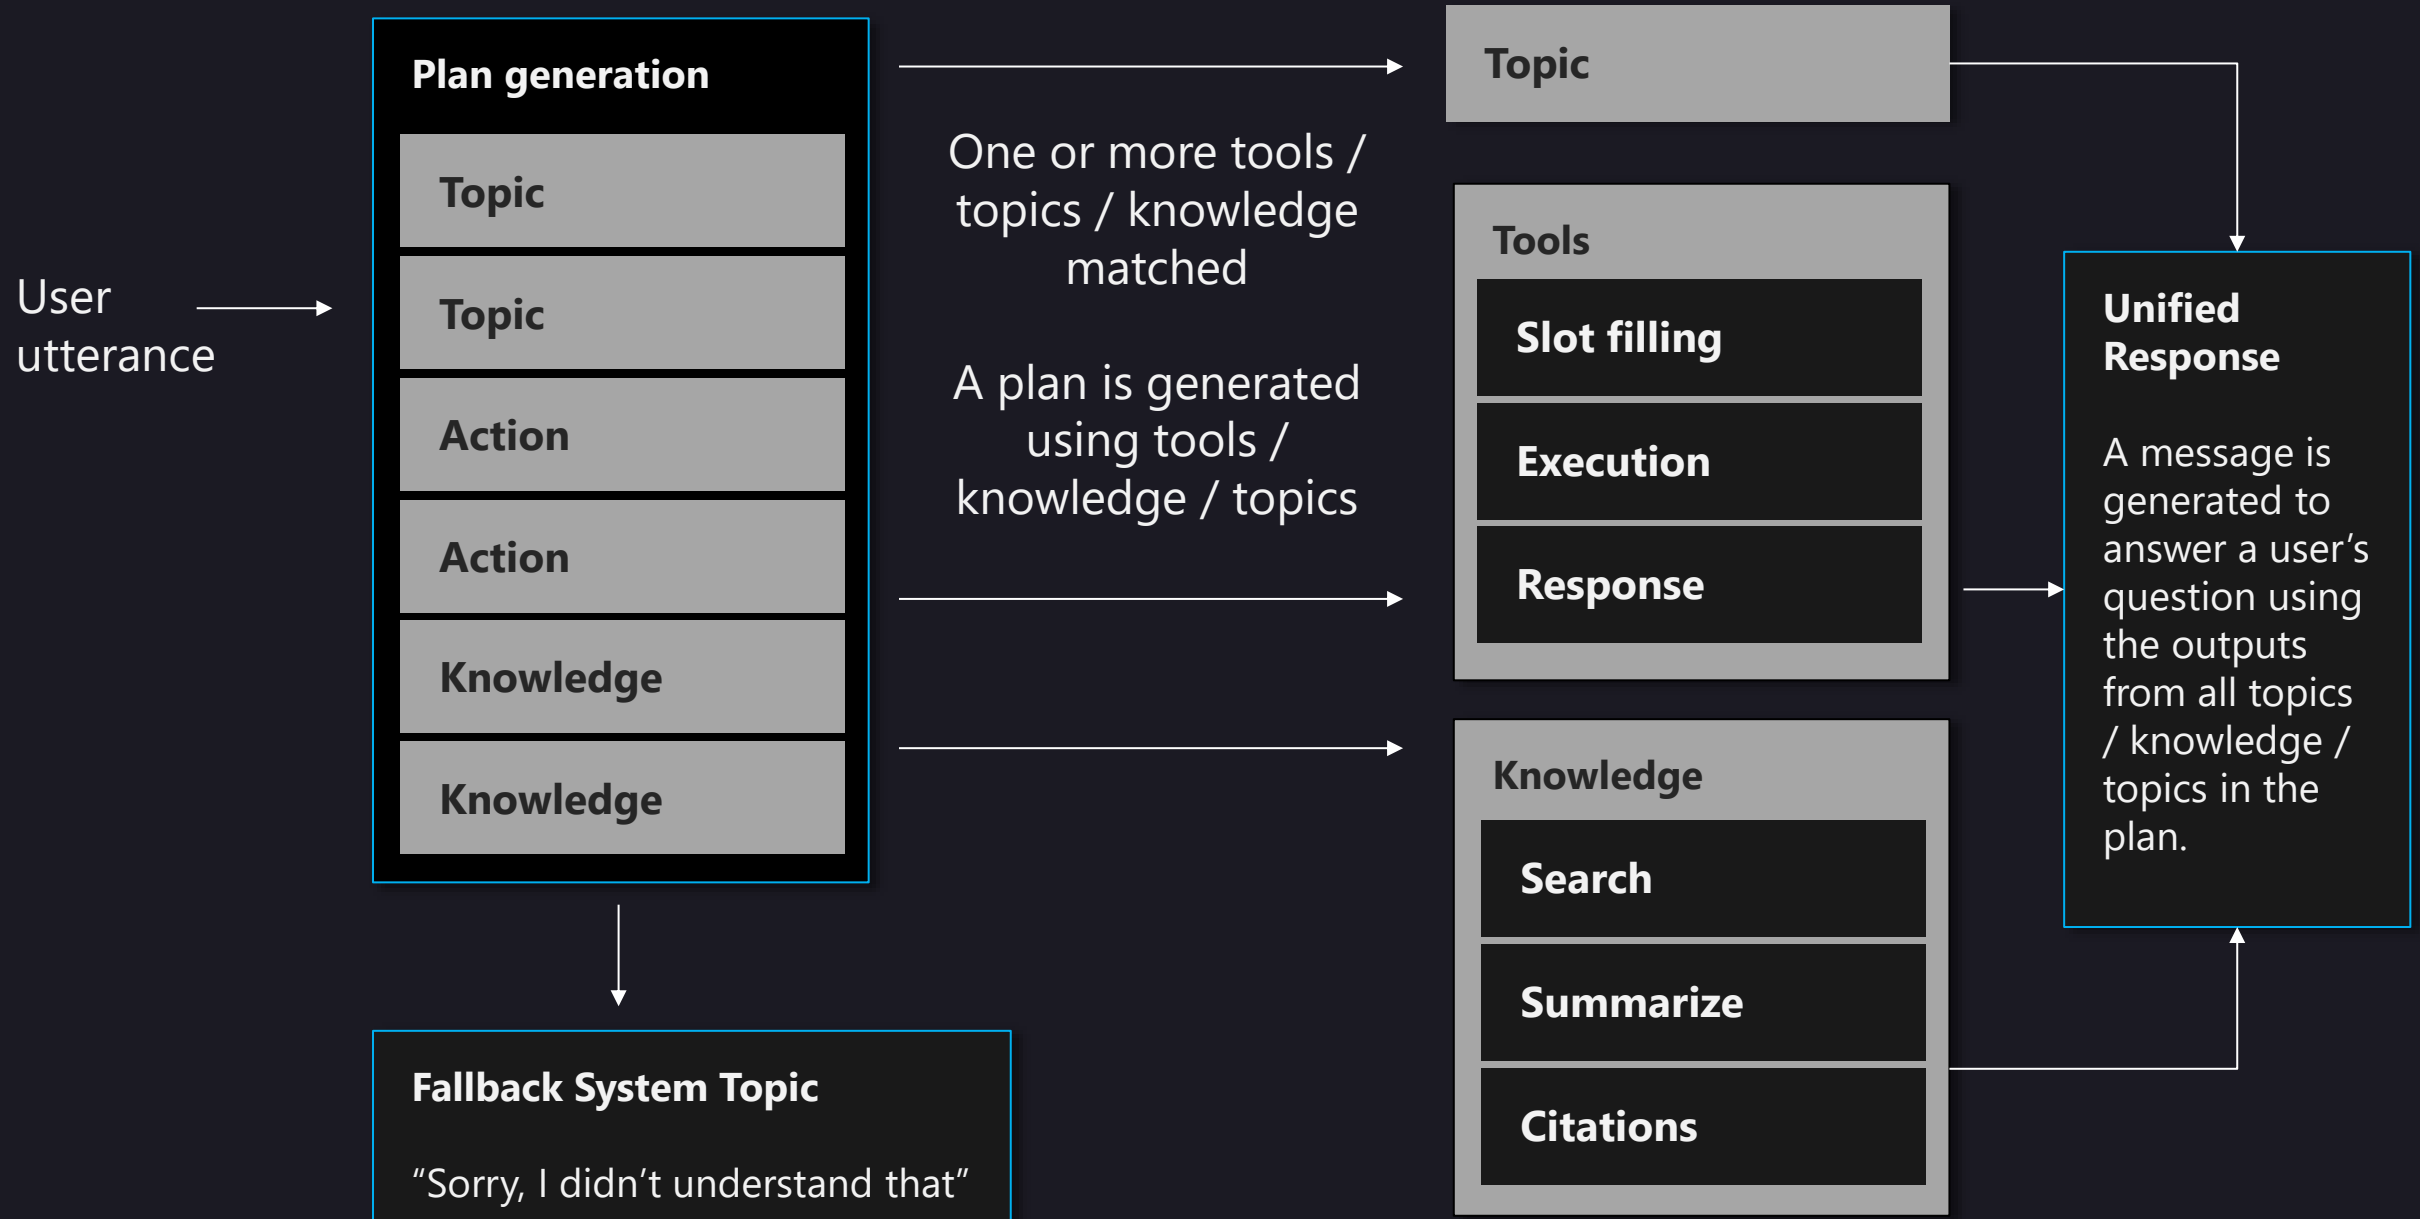 User
utterance
Plan generation
Topic
Topic
Action
Action
Knowledge
Knowledge
Fallback System Topic
“Sorry, I didn’t understand that”
One or more tools /
topics / knowledge
matched
A plan is generated
using tools /
knowledge / topics
Topic
Tools
Slot filling
Execution
Response
Knowledge
Search
Summarize
Citations
Unified
Response
A message is
generated to
answer a user’s
question using
the outputs
from all topics
/ knowledge /
topics in the
plan.